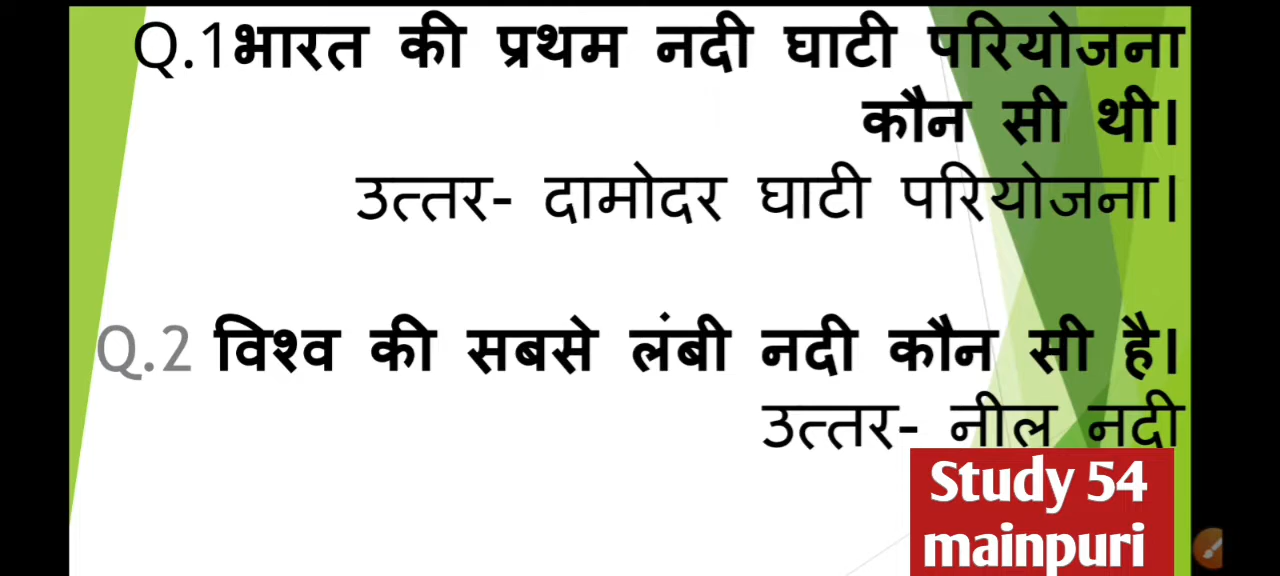 Q.1भारत की प्रथम नदी घाटी परियोजना
कौन सी थी।
उत्तर- दामोदर घाटी परियोजना।
Q.2 विश्व की सबसे लंबी नदी कौन सी है।
उत्तर- नील नदी
Study 54
mainpuri